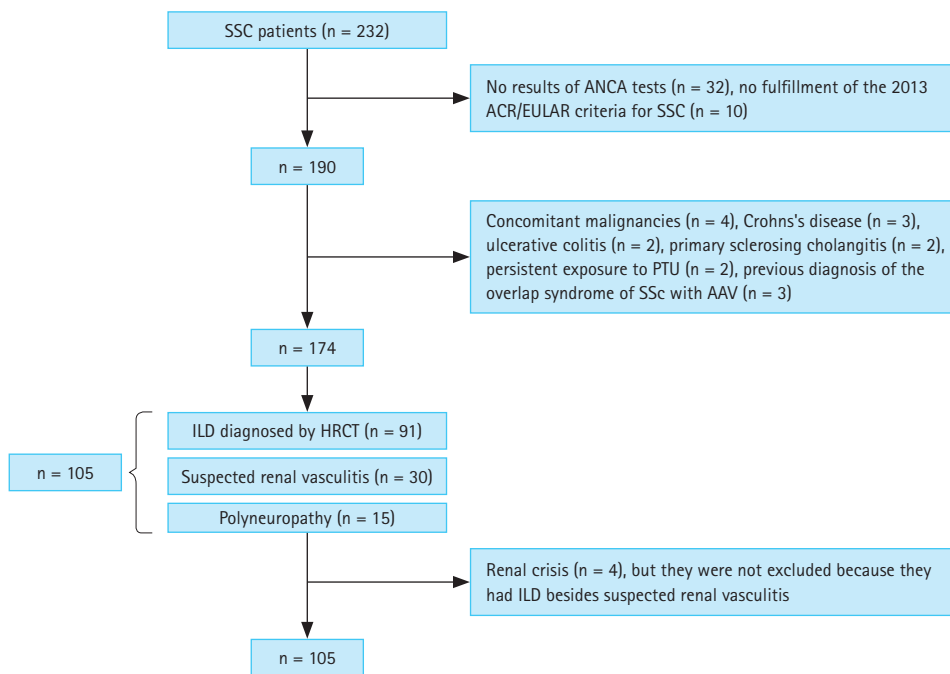 SSC patients (n = 232)
No results of ANCA tests (n = 32), no fulfillment of the 2013
ACR/EULAR criteria for SSC (n = 10)
n = 190
Concomitant malignancies (n = 4), Crohns's disease (n = 3),
ulcerative colitis (n = 2), primary sclerosing cholangitis (n = 2),
persistent exposure to PTU (n = 2), previous diagnosis of the
overlap syndrome of SSc with AAV (n = 3)
n = 174
ILD diagnosed by HRCT (n = 91)
n = 105
Suspected renal vasculitis (n = 30)
Polyneuropathy (n = 15)
Renal crisis (n = 4), but they were not excluded because they
had ILD besides suspected renal vasculitis
n = 105